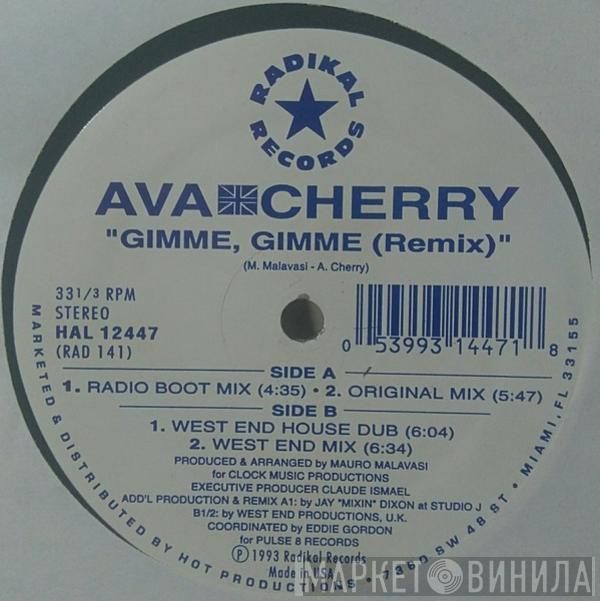 RADIKAL
RECORDS
AVA CHERRY
"GIMME, GIMME (Remix)"
(M. Malavasi - A. Cherry)
33 1/3 RPM
STEREO
HAL 12447
(RAD 141)
0 53993 14471 8
SIDE A
1. RADIO BOOT MIX (4:35) • 2. ORIGINAL MIX (5:47)
SIDE B
1. WEST END HOUSE DUB (6:04)
2. WEST END MIX (6:34)
PRODUCED & ARRANGED by MAURO MALAVASI
for CLOCK MUSIC PRODUCTIONS
EXECUTIVE PRODUCER CLAUDE ISMAEL
ADD'L PRODUCTION & REMIX A1: by JAY "MIXIN" DIXON at STUDIO J
B1/2: by WEST END PRODUCTIONS, U.K.
COORDINATED by EDDIE GORDON
for PULSE 8 RECORDS
℗ 1993 Radikal Records
Made in USA
MARKETED & DISTRIBUTED BY HOT PRODUCTIONS • 7360 SW 48 ST • MIAMI, FL 33155
МАРКЕТ ВИНИЛА